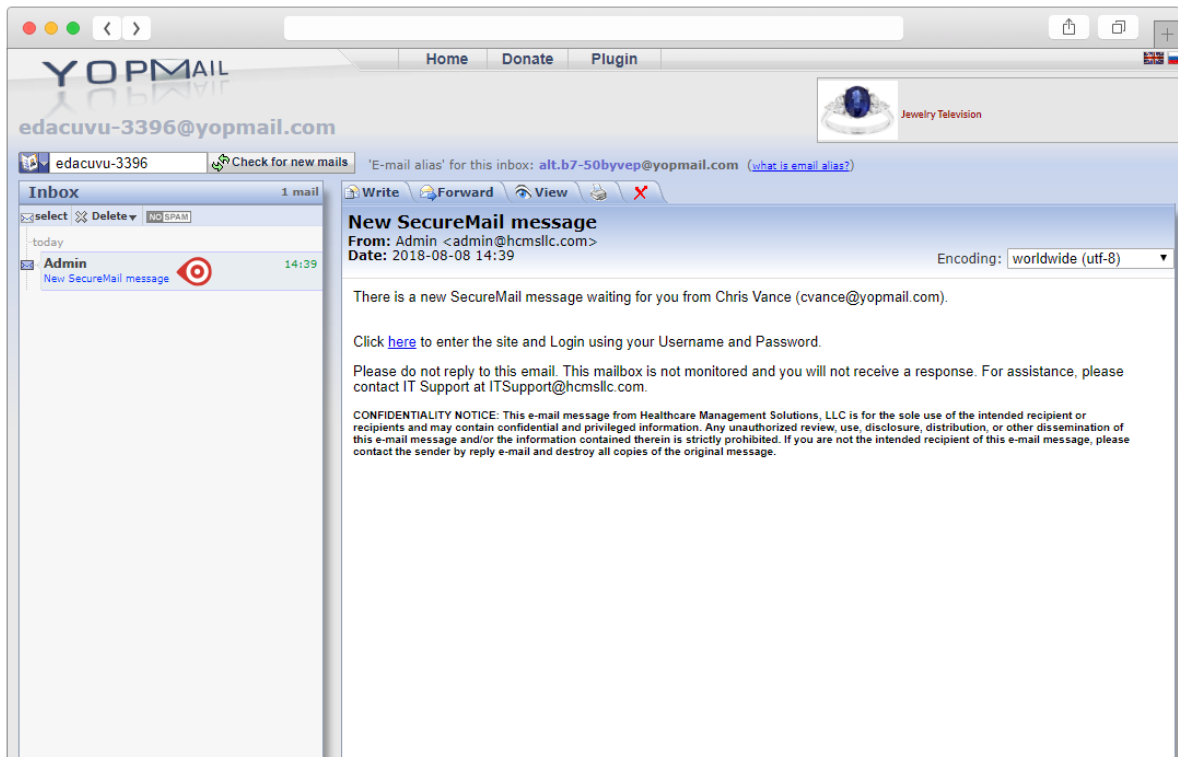 Home Donate Plugin
YOPMAIL
edacuvu-3396@yopmail.com
Jewelry Television
edacuvu-3396 Check for new mails 'E-mail alias' for this inbox: alt.b7-50byvep@yopmail.com (what is email alias?)
Inbox 1 mail
select Delete NO SPAM
today
Admin 14:39
New SecureMail message
Write Forward View
New SecureMail message
From: Admin <admin@hcmsllc.com>
Date: 2018-08-08 14:39
Encoding: worldwide (utf-8)
There is a new SecureMail message waiting for you from Chris Vance (cvance@yopmail.com).
Click here to enter the site and Login using your Username and Password.
Please do not reply to this email. This mailbox is not monitored and you will not receive a response. For assistance, please
contact IT Support at ITSupport@hcmsllc.com.
CONFIDENTIALITY NOTICE: This e-mail message from Healthcare Management Solutions, LLC is for the sole use of the intended recipient or
recipients and may contain confidential and privileged information. Any unauthorized review, use, disclosure, distribution, or other dissemination of
this e-mail message and/or the information contained therein is strictly prohibited. If you are not the intended recipient of this e-mail message, please
contact the sender by reply e-mail and destroy all copies of the original message.